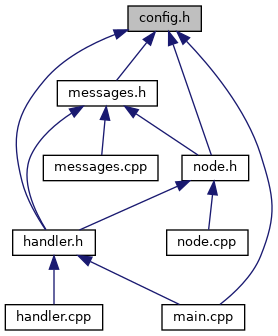 config.h
messages.h
messages.cpp
node.h
handler.h
node.cpp
handler.cpp
main.cpp